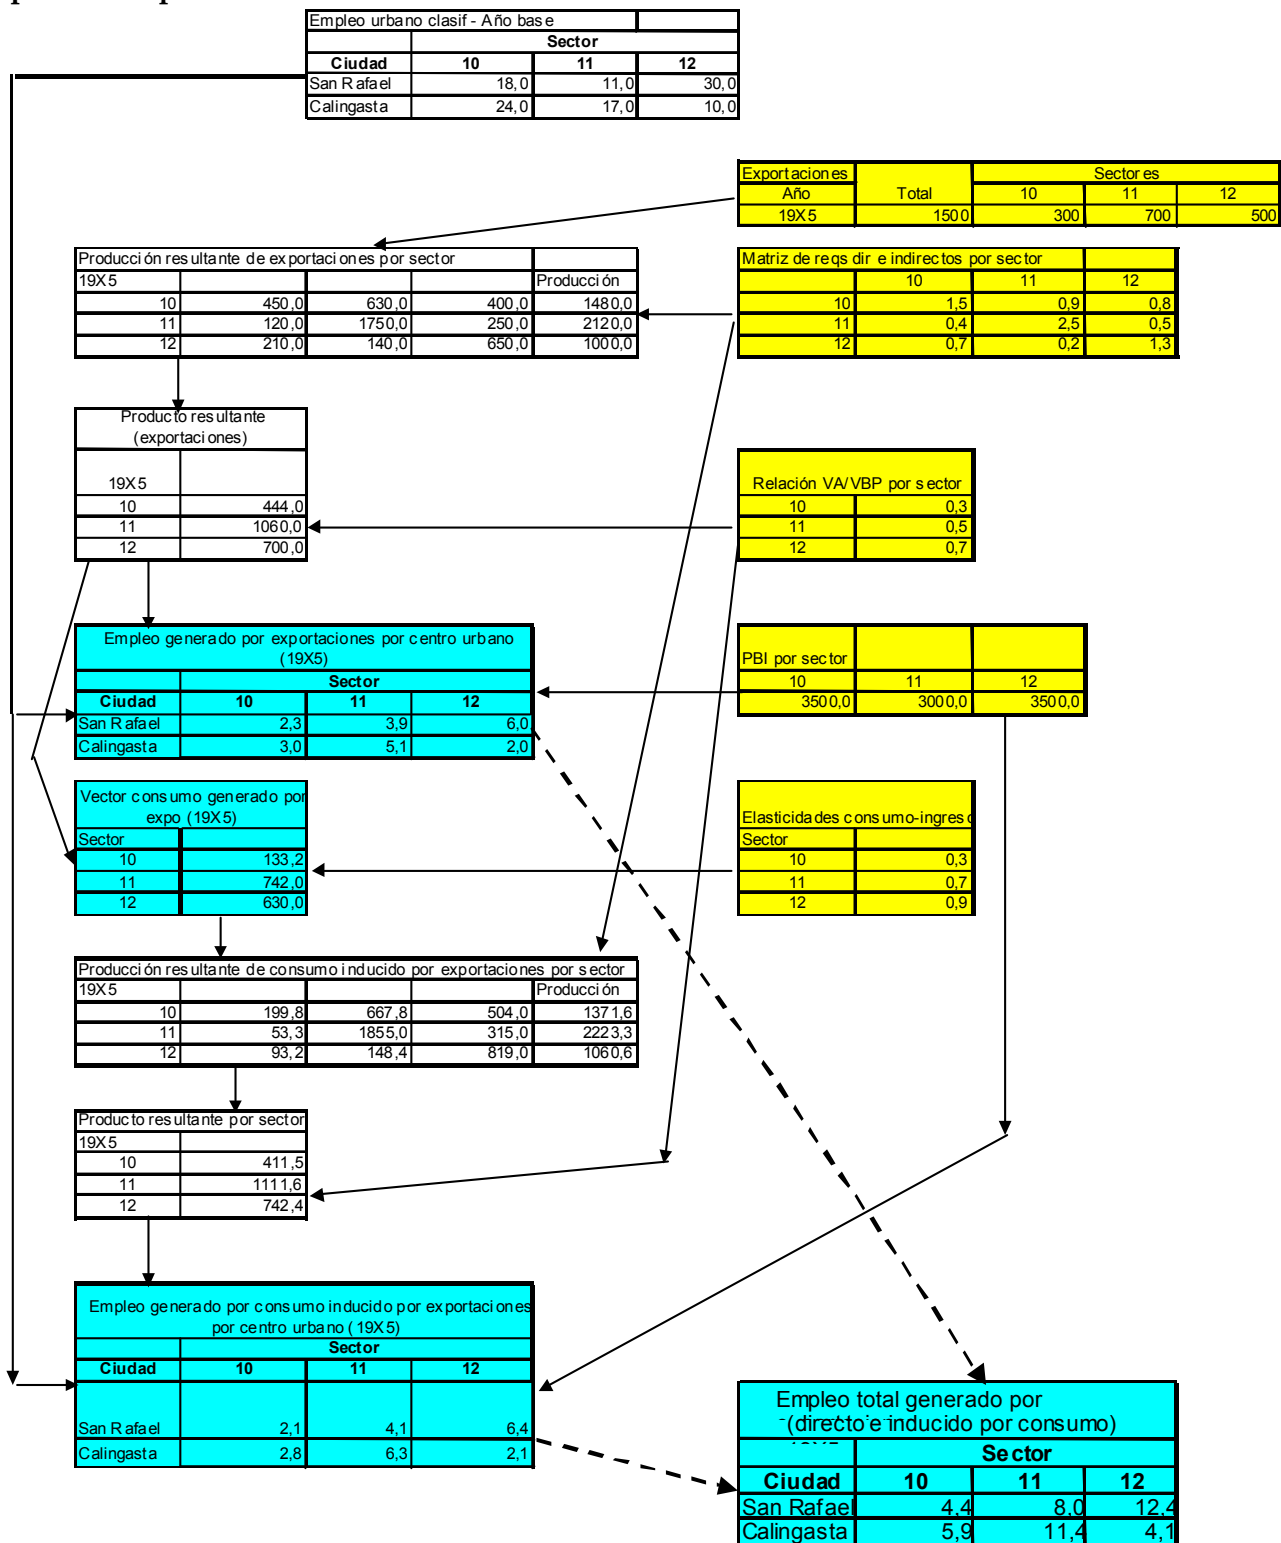 Empleo urbano clasif - Año base
Sector
Ciudad 10 11 12
San Rafael 18,0 11,0 30,0
Calingasta 24,0 17,0 10,0
Exportaciones Sectores
Año Total 10 11 12
19X5 1500 300 700 500
Producción resultante de exportaciones por sector
19X5 Producción
10 450,0 630,0 400,0 1480,0
11 120,0 1750,0 250,0 2120,0
12 210,0 140,0 650,0 1000,0
Matriz de reqs dir e indirectos por sector
10 11 12
10 1,5 0,9 0,8
11 0,4 2,5 0,5
12 0,7 0,2 1,3
Producto resultante
(exportaciones)
19X5
10 444,0
11 1060,0
12 700,0
Relación VA/VBP por sector
10 0,3
11 0,5
12 0,7
Empleo generado por exportaciones por centro urbano
(19X5)
Sector
Ciudad 10 11 12
San Rafael 2,3 3,9 6,0
Calingasta 3,0 5,1 2,0
PBI por sector
10 11 12
3500,0 3000,0 3500,0
Vector consumo generado por
expo (19X5)
Sector
10 133,2
11 742,0
12 630,0
Elasticidades consumo-ingreso
Sector
10 0,3
11 0,7
12 0,9
Producción resultante de consumo inducido por exportaciones por sector
19X5 Producción
10 199,8 667,8 504,0 1371,6
11 53,3 1855,0 315,0 2223,3
12 93,2 148,4 819,0 1060,6
Producto resultante por sector
19X5
10 411,5
11 1111,6
12 742,4
Empleo generado por consumo inducido por exportaciones
por centro urbano (19X5)
Sector
Ciudad 10 11 12
San Rafael 2,1 4,1 6,4
Calingasta 2,8 6,3 2,1
Empleo total generado por
(directo e inducido por consumo)
Sector
Ciudad 10 11 12
San Rafael 4,4 8,0 12,4
Calingasta 5,9 11,4 4,1